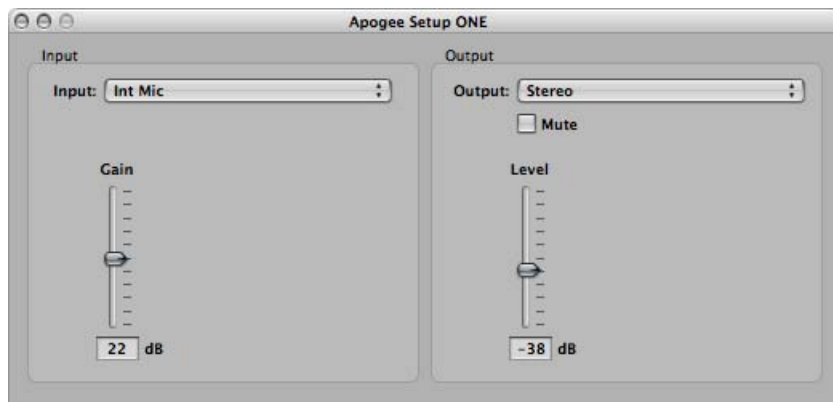 Apogee Setup ONE
Input
Input: Int Mic
Gain
22 dB
Output
Output: Stereo
Mute
Level
-38 dB